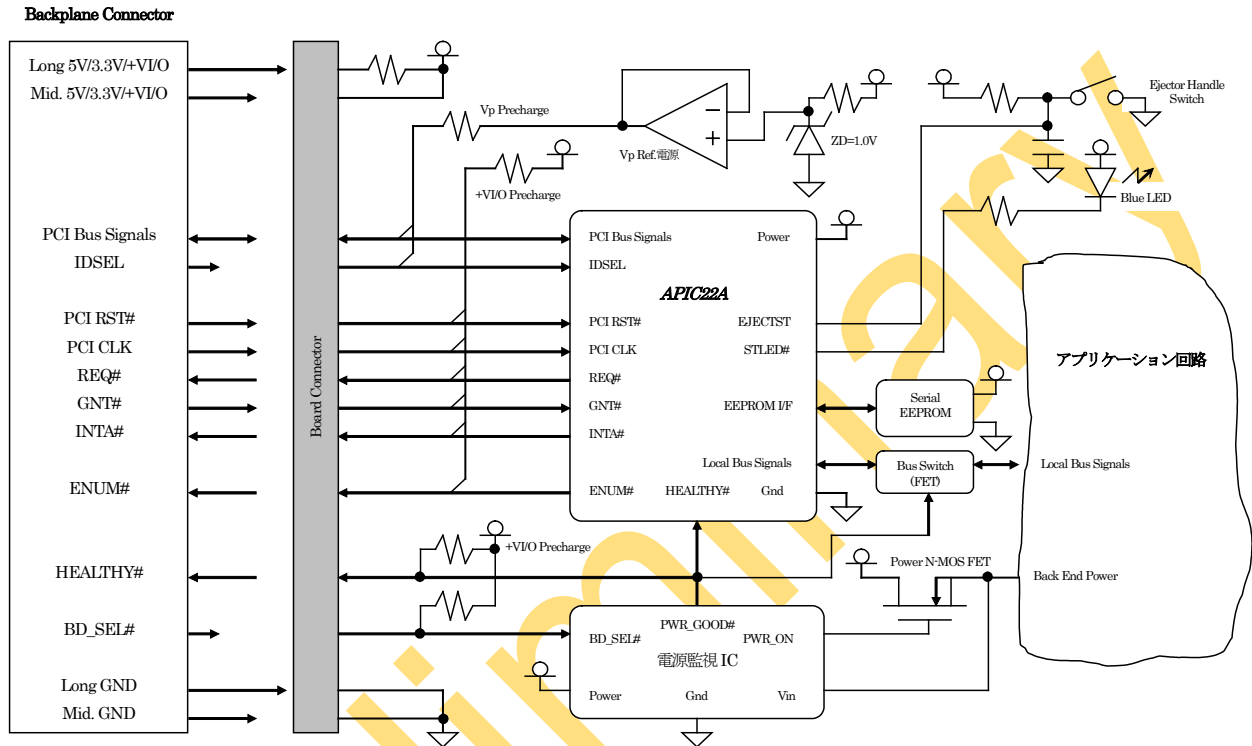 Backplane Connector
Long 5V/3.3V/+VI/O
Mid. 5V/3.3V/+VI/O
PCI Bus Signals
IDSEL
PCI RST#
PCI CLK
REQ#
GNT#
INTA#
ENUM#
HEALTHY#
BD_SEL#
Long GND
Mid. GND
Board Connector
Vp Precharge
+VI/O Precharge
Vp Ref.電源
ZD=1.0V
Ejector Handle
Switch
Blue LED
PCI Bus Signals
Power
IDSEL
APIC22A
PCI RST#
EJECTST
PCI CLK
STLED#
REQ#
GNT#
EEPROM I/F
INTA#
Local Bus Signals
ENUM#
HEALTHY#
Gnd
Serial
EEPROM
Bus Switch
(FET)
アプリケーション回路
Local Bus Signals
Back End Power
+VI/O Precharge
Power N-MOS FET
BD_SEL#
PWR_GOOD#
PWR_ON
電源監視 IC
Power
Gnd
Vin